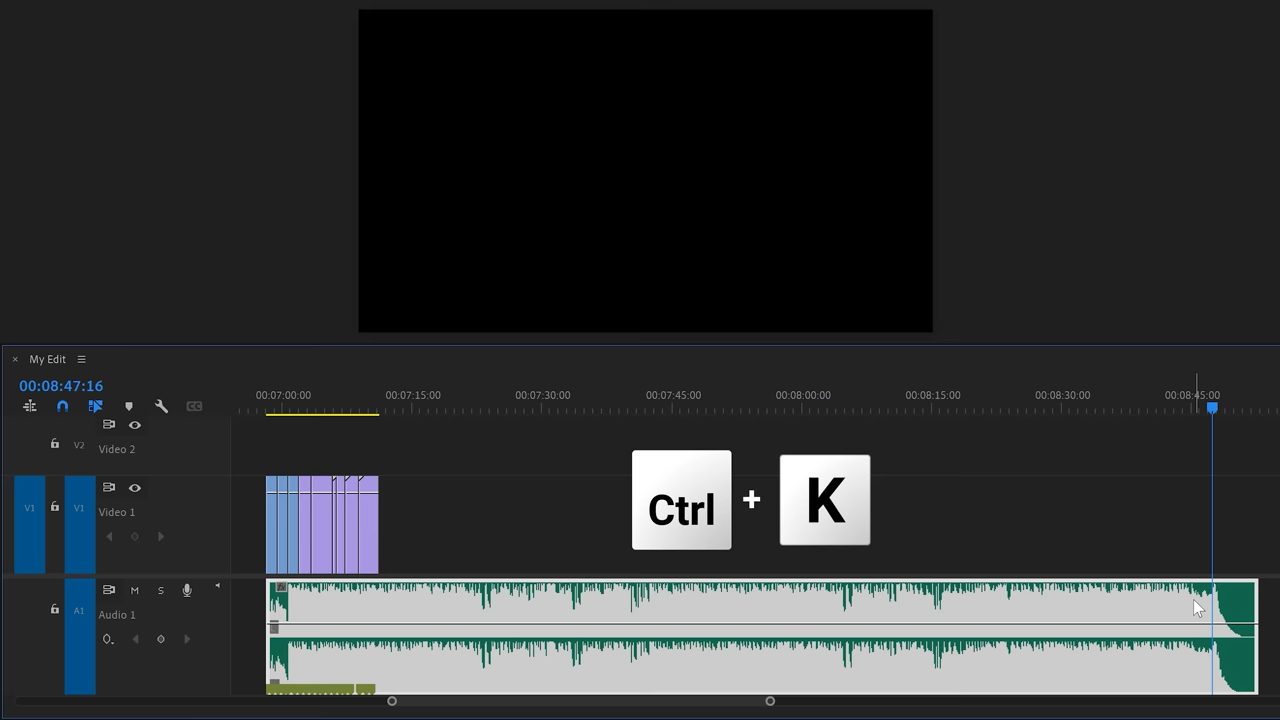 × My Edit ☰
00:08:47:16
00:07:00:00 00:07:15:00 00:07:30:00 00:07:45:00 00:08:00:00 00:08:15:00 00:08:30:00 00:08:45:00
CC
V2 Video 2
V1 V1 Video 1
Ctrl + K
M S
A1 Audio 1